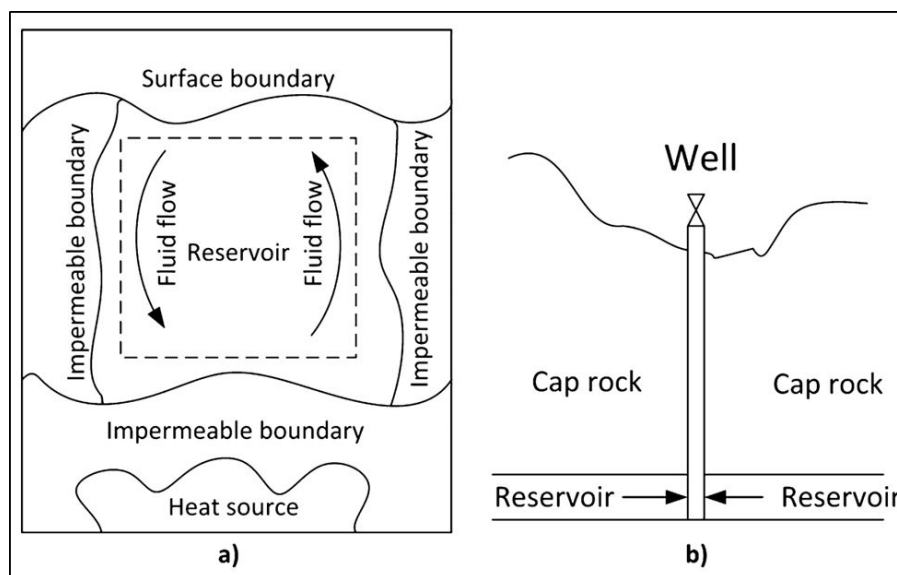 Surface boundary
Impermeable boundary
Fluid flow
Reservoir
Fluid flow
Impermeable boundary
Impermeable boundary
Heat source
a)
Well
Cap rock
Cap rock
Reservoir
Reservoir
b)